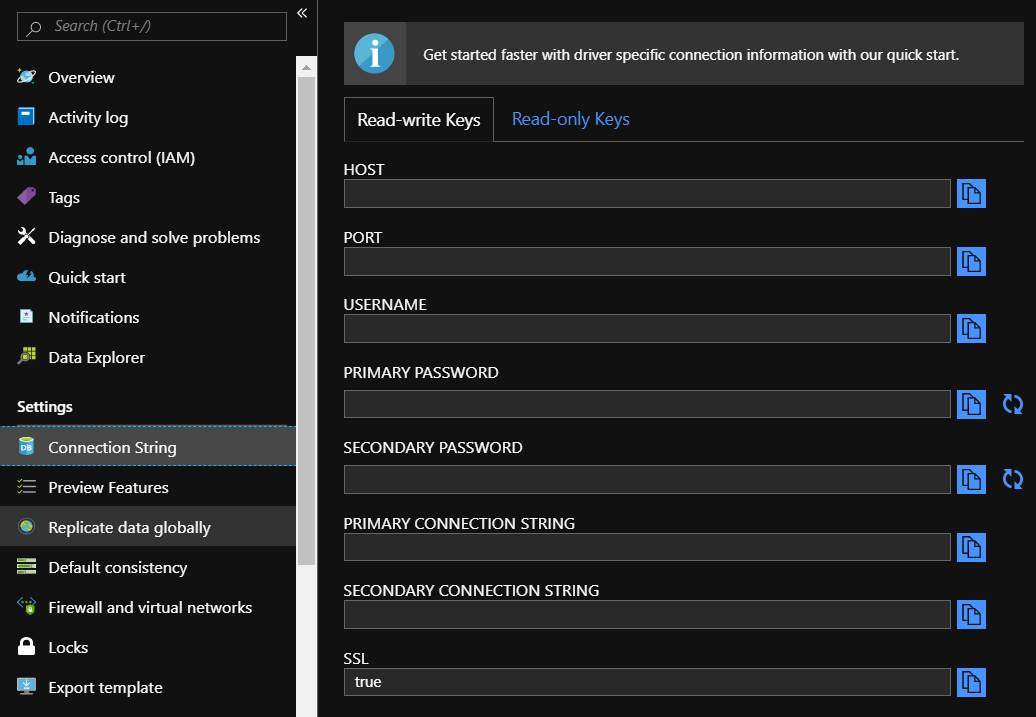 Search (Ctrl+/)
«
Overview
Activity log
Access control (IAM)
Tags
Diagnose and solve problems
Quick start
Notifications
Data Explorer
Settings
Connection String
Preview Features
Replicate data globally
Default consistency
Firewall and virtual networks
Locks
Export template
Get started faster with driver specific connection information with our quick start.
Read-write Keys
Read-only Keys
HOST
PORT
USERNAME
PRIMARY PASSWORD
SECONDARY PASSWORD
PRIMARY CONNECTION STRING
SECONDARY CONNECTION STRING
SSL
true